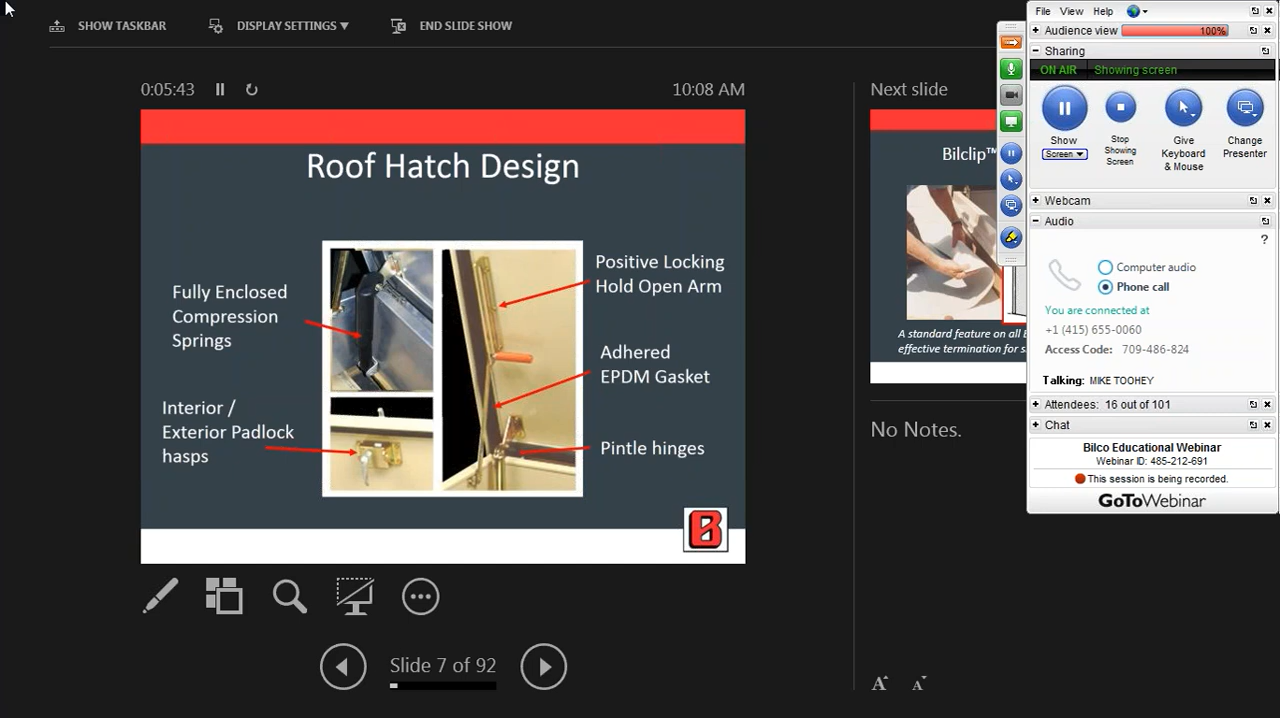 SHOW TASKBAR
DISPLAY SETTINGS ▼
END SLIDE SHOW
0:05:43
10:08 AM
Roof Hatch Design
Fully Enclosed
Compression
Springs
Interior /
Exterior Padlock
hasps
Positive Locking
Hold Open Arm
Adhered
EPDM Gasket
Pintle hinges
B
Slide 7 of 92
Next slide
Bilclip™
A standard feature on all
effective termination for
No Notes.
A A
File View Help
Audience view 100%
Sharing
ON AIR Showing screen
Show
Screen ▼
Stop
Showing
Screen
Give
Keyboard
& Mouse
Change
Presenter
Webcam
Audio
?
Computer audio
Phone call
You are connected at
+1 (415) 655-0060
Access Code: 709-486-824
Talking: MIKE TOOHEY
Attendees: 16 out of 101
Chat
Bilco Educational Webinar
Webinar ID: 485-212-691
This session is being recorded.
GoToWebinar